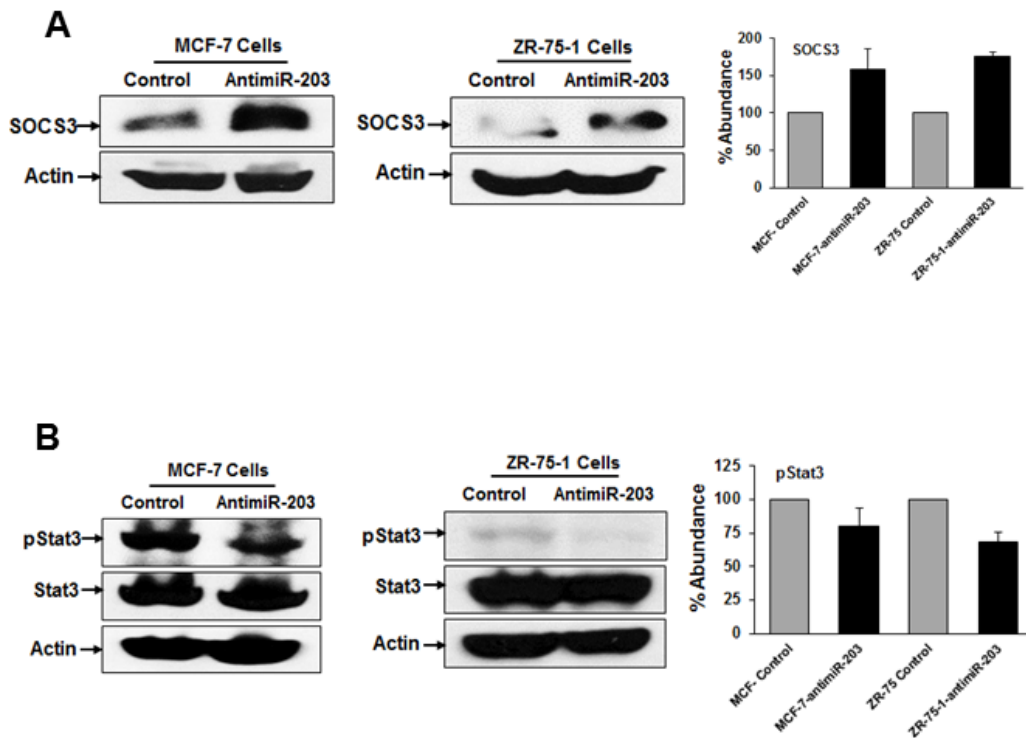 A
MCF-7 Cells
Control AntimiR-203
SOCS3
Actin
ZR-75-1 Cells
Control AntimiR-203
SOCS3
Actin
SOCS3
% Abundance
200
150
100
50
0
MCF- Control
MCF-7-antimiR-203
ZR-75 Control
ZR-75-1-antimiR-203
B
MCF-7 Cells
Control AntimiR-203
pStat3
Stat3
Actin
ZR-75-1 Cells
Control AntimiR-203
pStat3
Stat3
Actin
pStat3
% Abundance
125
100
75
50
25
0
MCF- Control
MCF-7-antimiR-203
ZR-75 Control
ZR-75-1-antimiR-203